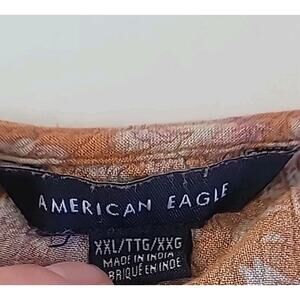 AMERICAN EAGLE
XXL/TTG/XXG
MADE IN INDIA
FABRIQUÉ EN INDE